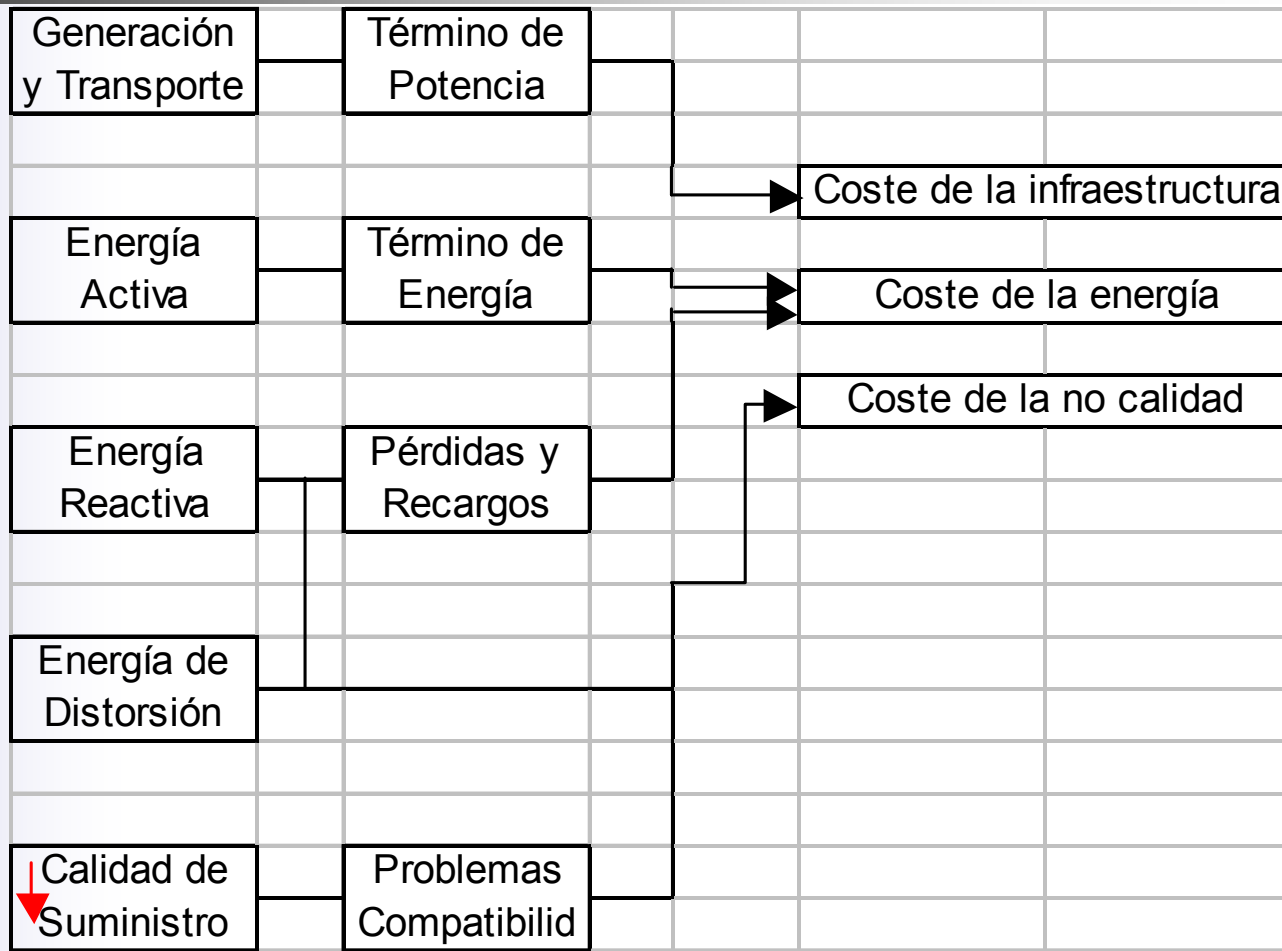 Generación
y Transporte
Término de
Potencia
Coste de la infraestructura
Energía
Activa
Término de
Energía
Coste de la energía
Coste de la no calidad
Energía
Reactiva
Pérdidas y
Recargos
Energía de
Distorsión
Calidad de
Suministro
Problemas
Compatibilid